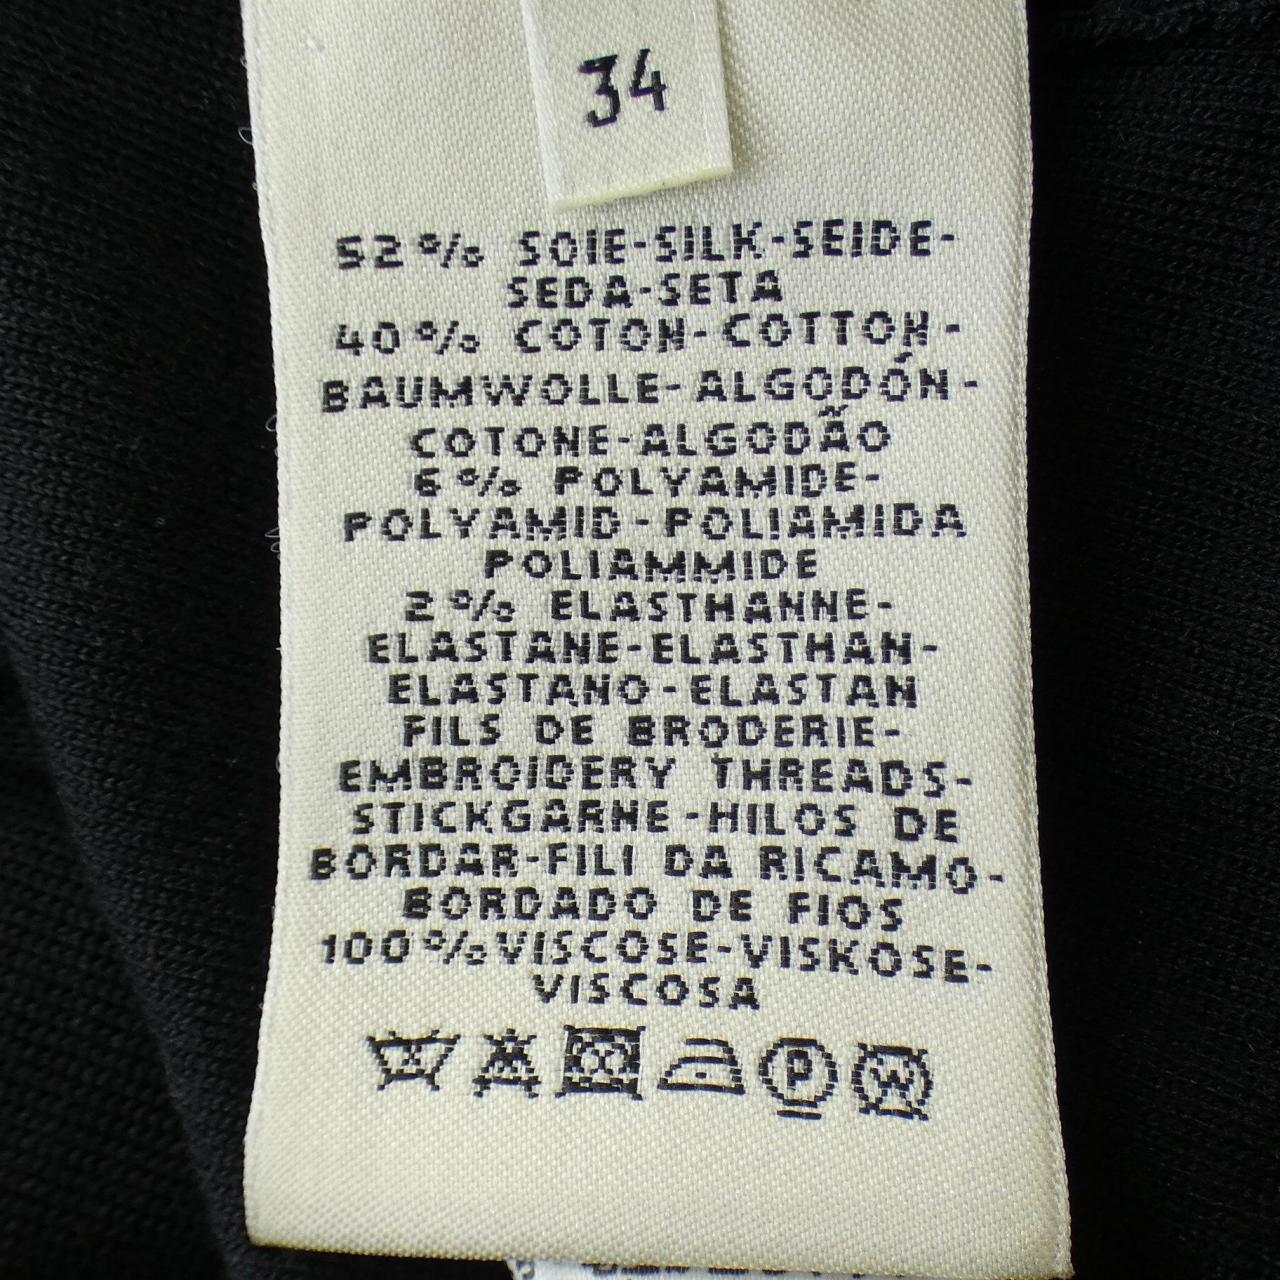 34
52% SOIE-SILK-SEIDE-
SEDA-SETA
40% COTON-COTTON-
BAUMWOLLE-ALGODÓN-
COTONE-ALGODÃO
6% POLYAMIDE-
POLYAMID-POLIAMIDA
POLIAMMIDE
2% ELASTHANNE-
ELASTANE-ELASTHAN-
ELASTANO-ELASTAN
FILS DE BRODERIE-
EMBROIDERY THREADS-
STICKGARNE-HILOS DE
BORDAR-FILI DA RICAMO-
BORDADO DE FIOS
100% VISCOSE-VISKOSE-
VISCOSA
P W